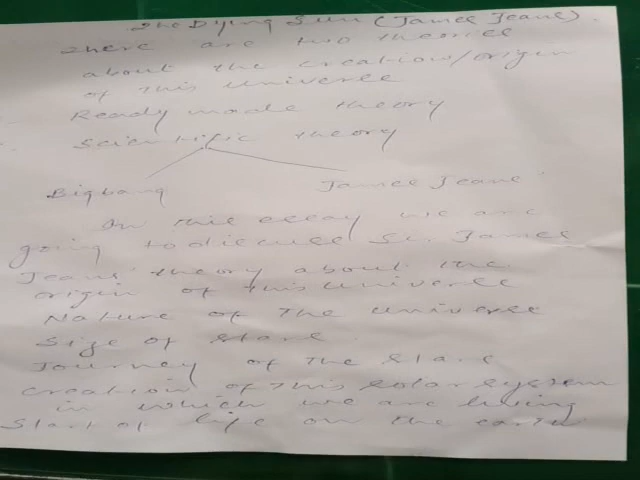 The Dying Sun (James Jeans).
There are two theories
about the creation/origin
of this universe
Ready made theory
Scientific theory
Bigbang James Jeans'
In this essay we are
going to discuss Sc. James
Jeans' theory about the
origin of this universe
Nature of the universe
Size of stars
Journey of the stars
Creation of this solar system
in which we are living
Start of life on the earth